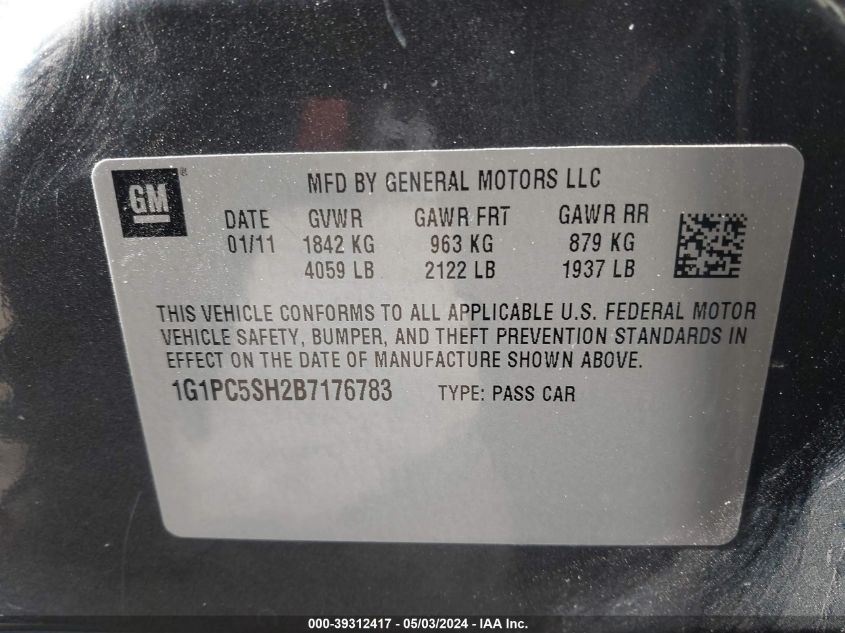 GM®
MFD BY GENERAL MOTORS LLC
DATE GVWR GAWR FRT GAWR RR
01/11 1842 KG 963 KG 879 KG
4059 LB 2122 LB 1937 LB
THIS VEHICLE CONFORMS TO ALL APPLICABLE U.S. FEDERAL MOTOR
VEHICLE SAFETY, BUMPER, AND THEFT PREVENTION STANDARDS IN
EFFECT ON THE DATE OF MANUFACTURE SHOWN ABOVE.
1G1PC5SH2B7176783 TYPE: PASS CAR
000-39312417 - 05/03/2024 - IAA Inc.